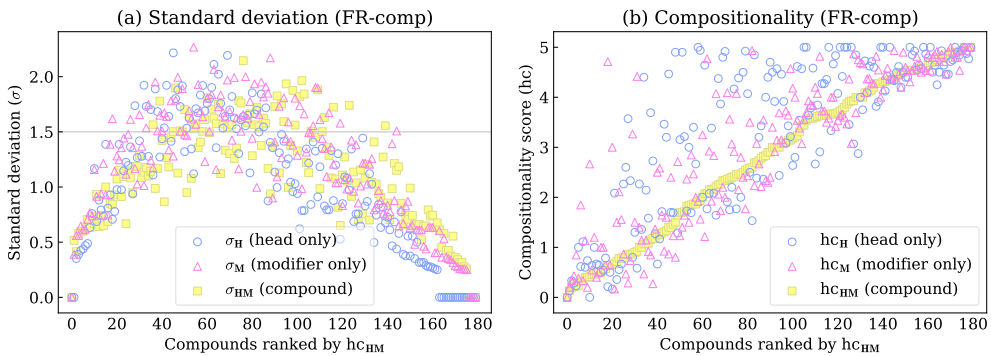 (a) Standard deviation (FR-comp)
Standard deviation (σ)
2.0
1.5
1.0
0.5
0.0
σH (head only)
σM (modifier only)
σHM (compound)
0 20 40 60 80 100 120 140 160 180
Compounds ranked by hcHM
(b) Compositionality (FR-comp)
Compositionality score (hc)
5
4
3
2
1
0
hcH (head only)
hcM (modifier only)
hcHM (compound)
0 20 40 60 80 100 120 140 160 180
Compounds ranked by hcHM